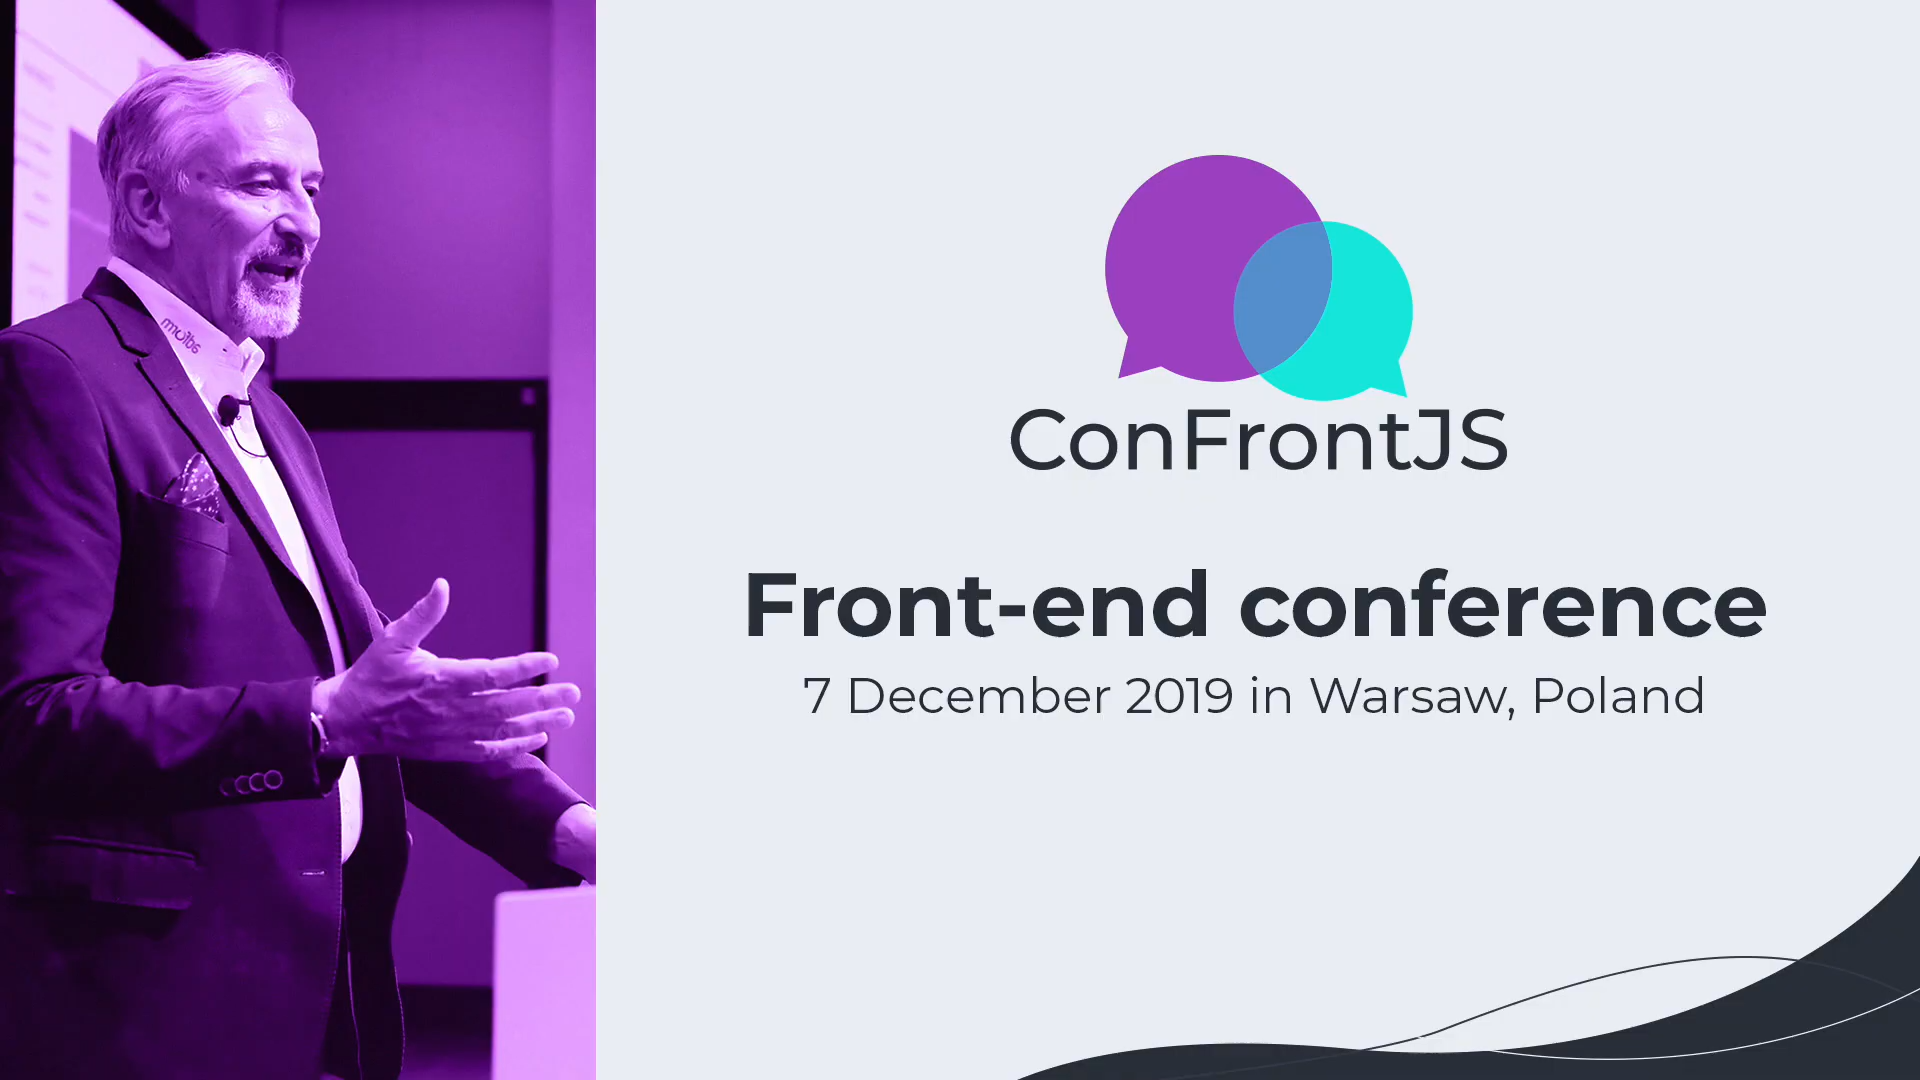 ConFrontJS
Front-end conference
7 December 2019 in Warsaw, Poland